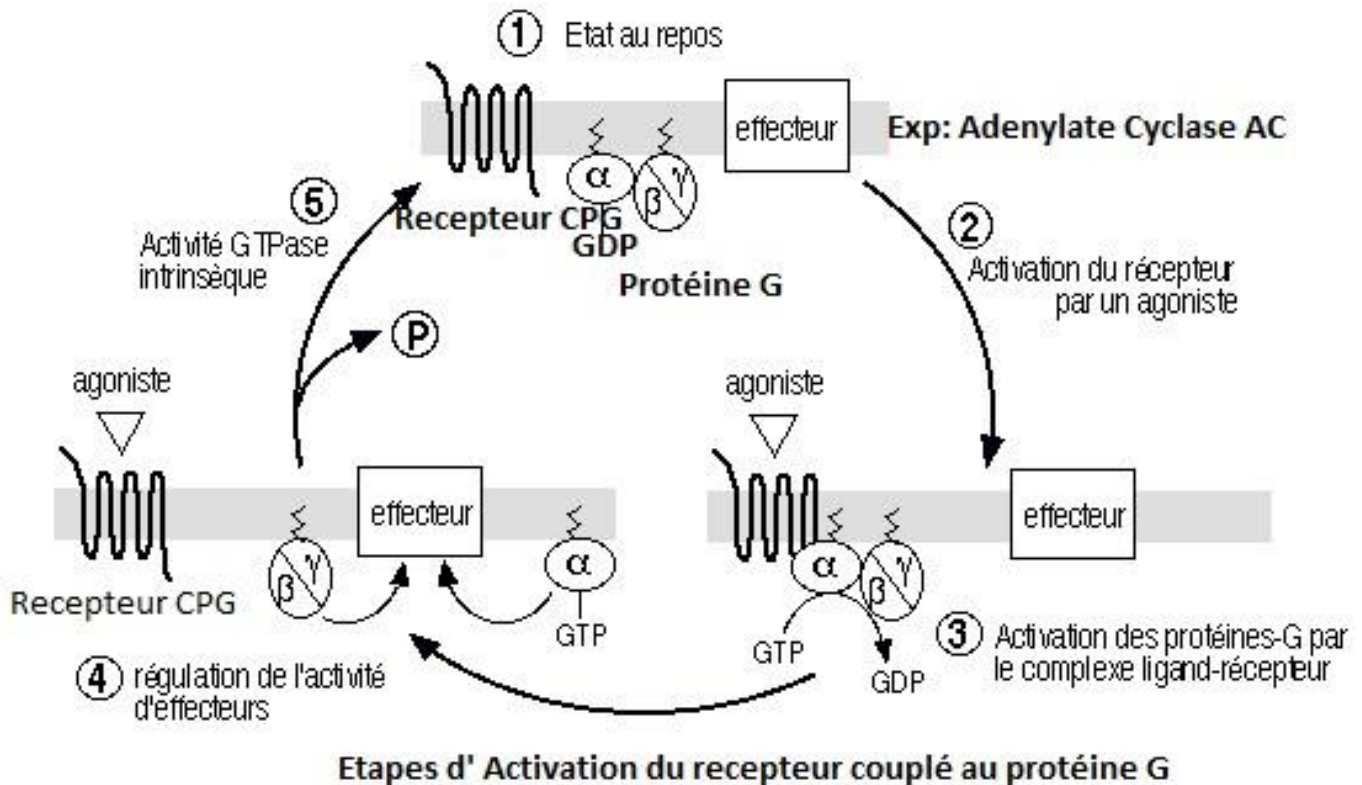 ① Etat au repos
effecteur
Exp: Adenylate Cyclase AC
α
β
γ
GDP
Recepteur CPG
Protéine G
⑤
Activité GTPase
intrinsèque
②
Activation du récepteur
par un agoniste
P
agoniste
effecteur
β
γ
α
GTP
Recepteur CPG
agoniste
effecteur
α
β
γ
GTP
GDP
④ régulation de l'activité
d'effecteurs
③ Activation des protéines-G par
le complexe ligand-récepteur
Etapes d' Activation du recepteur couplé au protéine G